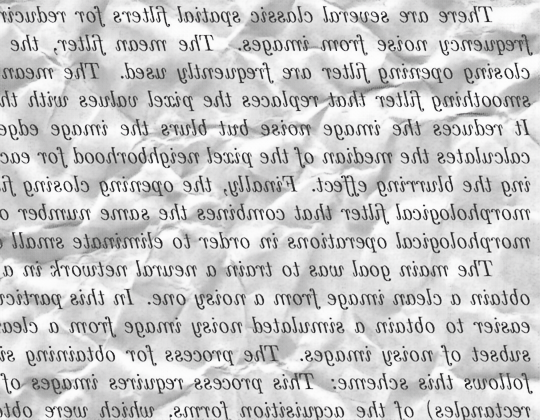 There are several classic spatial filters for reducin
frequency noise from images. The mean filter, the
closing opening filter are frequently used. The mean
smoothing filter that replaces the pixel values with th
It reduces the image noise but blurs the image edge
calculates the median of the pixel neighborhood for eac
ing the blurring effect. Finally, the opening closing fi
morphological filter that combines the same number o
morphological operations in order to eliminate small
The main goal was to train a neural network in a
obtain a clean image from a noisy one. In this particu
easier to obtain a simulated noisy image from a clea
subset of noisy images. The process for obtaining si
follows this scheme: This process requires images of
rectangles) of the acquisition forms, which were obt